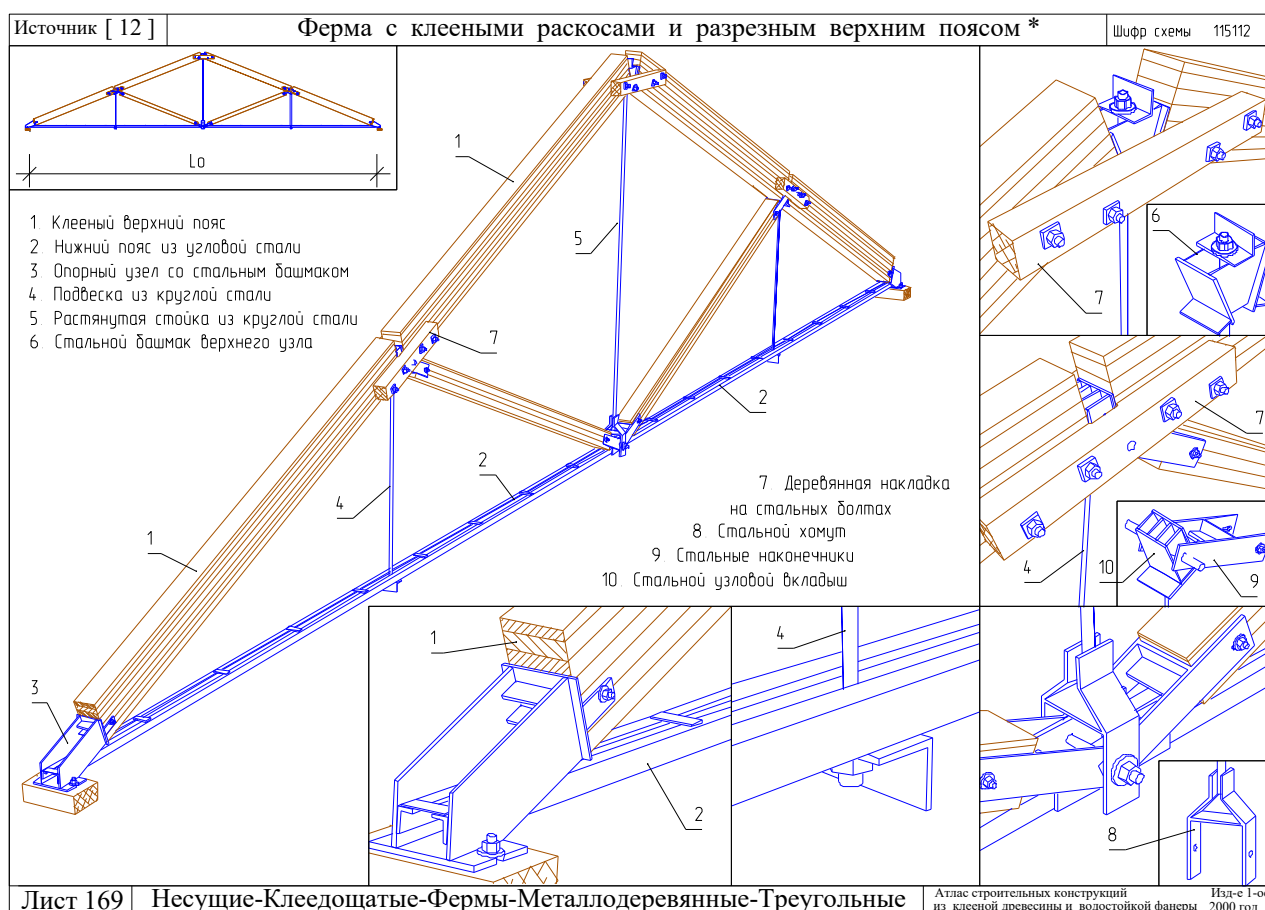 Источник [ 12 ]
Ферма с клееными раскосами и разрезным верхним поясом *
Шифр схемы 115112
Lo
1. Клееный верхний пояс
2. Нижний пояс из угловой стали
3. Опорный узел со стальным башмаком
4. Подвеска из круглой стали
5. Растянутая стойка из круглой стали
6. Стальной башмак верхнего узла
7. Деревянная накладка
на стальных болтах
8. Стальной хомут
9. Стальные наконечники
10. Стальной узловой вкладыш
1
5
7
2
2
4
1
3
6
7
7
4
10
9
1
2
4
8
Лист 169
Несущие-Клеедощатые-Фермы-Металлодеревянные-Треугольные
Атлас строительных конструкций
из клееной древесины и водостойкой фанеры
Изд-е 1-ое
2000 год